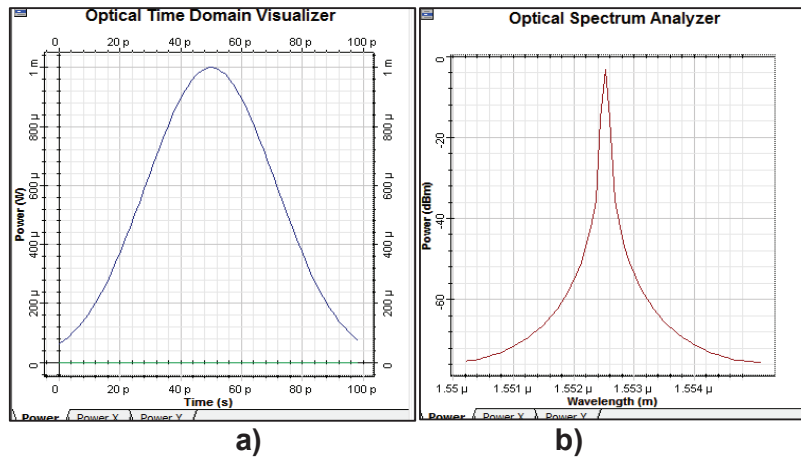 Optical Time Domain Visualizer
0 20 p 40 p 60 p 80 p 100 p
Power (W)
0 200 µ 400 µ 600 µ 800 µ 1 m
0 200 µ 400 µ 600 µ 800 µ 1 m
0 20 p 40 p 60 p 80 p 100 p
Time (s)
Power Power X Power Y
a)
Optical Spectrum Analyzer
Power (dBm)
0
-20
-40
-60
1.55 µ 1.551 µ 1.552 µ 1.553 µ 1.554 µ
Wavelength (m)
Power Power X Power Y
b)